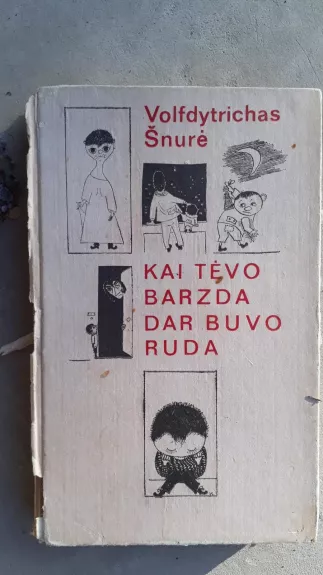 Volfdytrichas
Šnurė
KAI TĖVO
BARZDA
DAR BUVO
RUDA